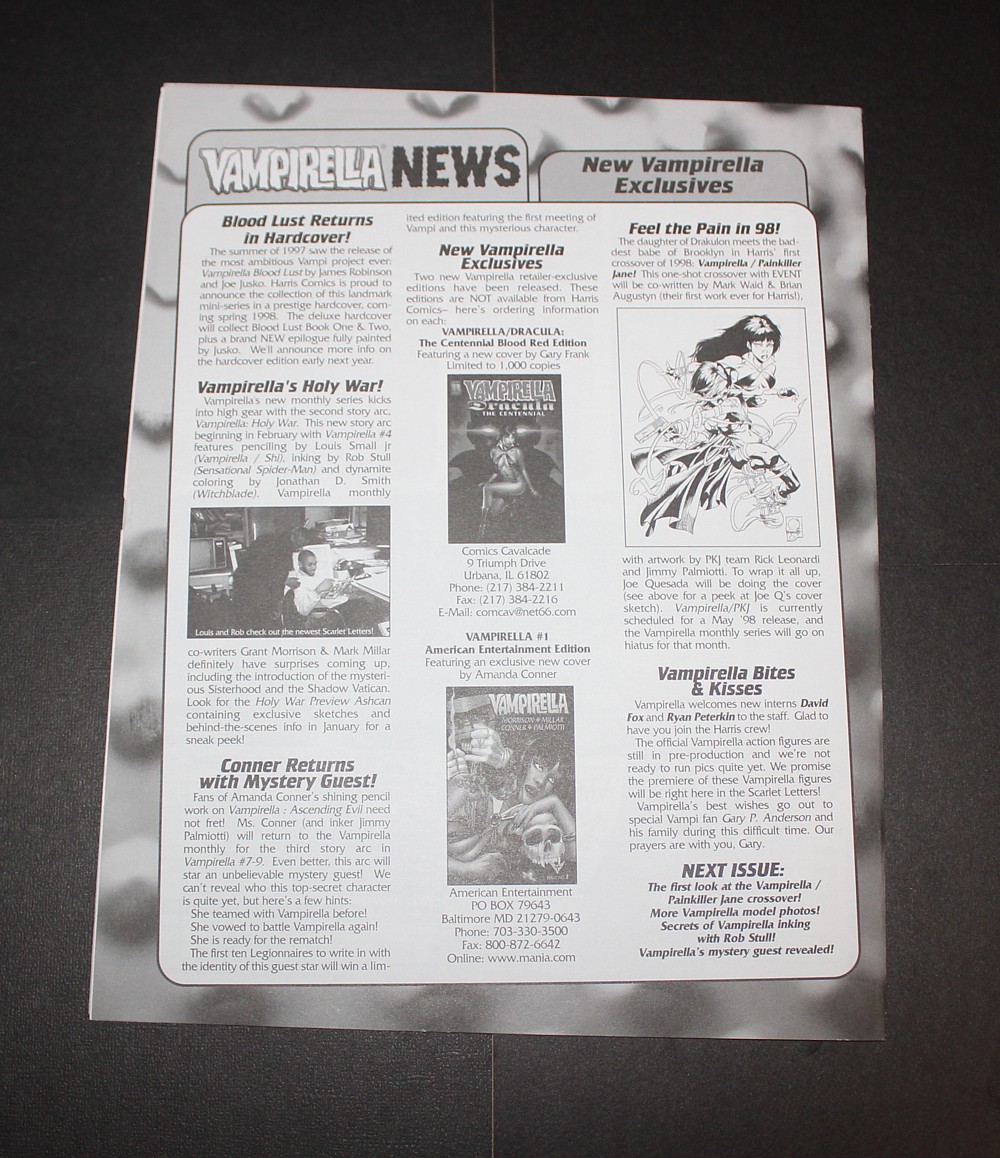 VAMPIRELLA NEWS
New Vampirella
Exclusives
Blood Lust Returns
in Hardcover!
The summer of 1997 saw the release of
the most ambitious Vampi project ever:
Vampirella Blood Lust by James Robinson
and Joe Jusko. Harris Comics is proud to
announce the collection of this landmark
mini-series in a prestige hardcover, com-
ing spring 1998. The deluxe hardcover
will collect Blood Lust Book One & Two,
plus a brand NEW epilogue fully painted
by Jusko. We'll announce more info on
the hardcover edition early next year.
Vampirella's Holy War!
Vampirella's new monthly series kicks
into high gear with the second story arc,
Vampirella: Holy War. This new story arc
beginning in February with Vampirella #4
features penciling by Louis Small jr
(Vampirella / Shi), inking by Rob Stull
(Sensational Spider-Man) and dynamite
coloring by Jonathan D. Smith
(Witchblade). Vampirella monthly
Louis and Rob check out the newest Scarlet Letters!
co-writers Grant Morrison & Mark Millar
definitely have surprises coming up,
including the introduction of the mysteri-
ous Sisterhood and the Shadow Vatican.
Look for the Holy War Preview Ashcan
containing exclusive sketches and
behind-the-scenes info in January for a
sneak peek!
Conner Returns
with Mystery Guest!
Fans of Amanda Conner's shining pencil
work on Vampirella : Ascending Evil need
not fret! Ms. Conner (and inker Jimmy
Palmiotti) will return to the Vampirella
monthly for the third story arc in
Vampirella #7-9. Even better, this arc will
star an unbelievable mystery guest! We
can't reveal who this top-secret character
is quite yet, but here's a few hints:
She teamed with Vampirella before!
She vowed to battle Vampirella again!
She is ready for the rematch!
The first ten Legionnaires to write in with
the identity of this guest star will win a lim-
ited edition featuring the first meeting of
Vampi and this mysterious character.
New Vampirella
Exclusives
Two new Vampirella retailer-exclusive
editions have been released. These
editions are NOT available from Harris
Comics– here's ordering information
on each:
VAMPIRELLA/DRACULA:
The Centennial Blood Red Edition
Featuring a new cover by Gary Frank
Limited to 1,000 copies
VAMPIRELLA
Dracula
THE CENTENNIAL
Comics Cavalcade
9 Triumph Drive
Urbana, IL 61802
Phone: (217) 384-2211
Fax: (217) 384-2216
E-Mail: comcav@net66.com
VAMPIRELLA #1
American Entertainment Edition
Featuring an exclusive new cover
by Amanda Conner
VAMPIRELLA
MORRISON • MILLAR
CONNER • PALMIOTTI
American Entertainment
PO BOX 79643
Baltimore MD 21279-0643
Phone: 703-330-3500
Fax: 800-872-6642
Online: www.mania.com
Feel the Pain in 98!
The daughter of Drakulon meets the bad-
dest babe of Brooklyn in Harris' first
crossover of 1998: Vampirella / Painkiller
Jane! This one-shot crossover with EVENT
will be co-written by Mark Waid & Brian
Augustyn (their first work ever for Harris!),
with artwork by PKJ team Rick Leonardi
and Jimmy Palmiotti. To wrap it all up,
Joe Quesada will be doing the cover
(see above for a peek at Joe Q's cover
sketch). Vampirella/PKJ is currently
scheduled for a May '98 release, and
the Vampirella monthly series will go on
hiatus for that month.
Vampirella Bites
& Kisses
Vampirella welcomes new interns David
Fox and Ryan Peterkin to the staff. Glad to
have you join the Harris crew!
The official Vampirella action figures are
still in pre-production and we're not
ready to run pics quite yet. We promise
the premiere of these Vampirella figures
will be right here in the Scarlet Letters!
Vampirella's best wishes go out to
special Vampi fan Gary P. Anderson and
his family during this difficult time. Our
prayers are with you, Gary.
NEXT ISSUE:
The first look at the Vampirella /
Painkiller Jane crossover!
More Vampirella model photos!
Secrets of Vampirella inking
with Rob Stull!
Vampirella's mystery guest revealed!